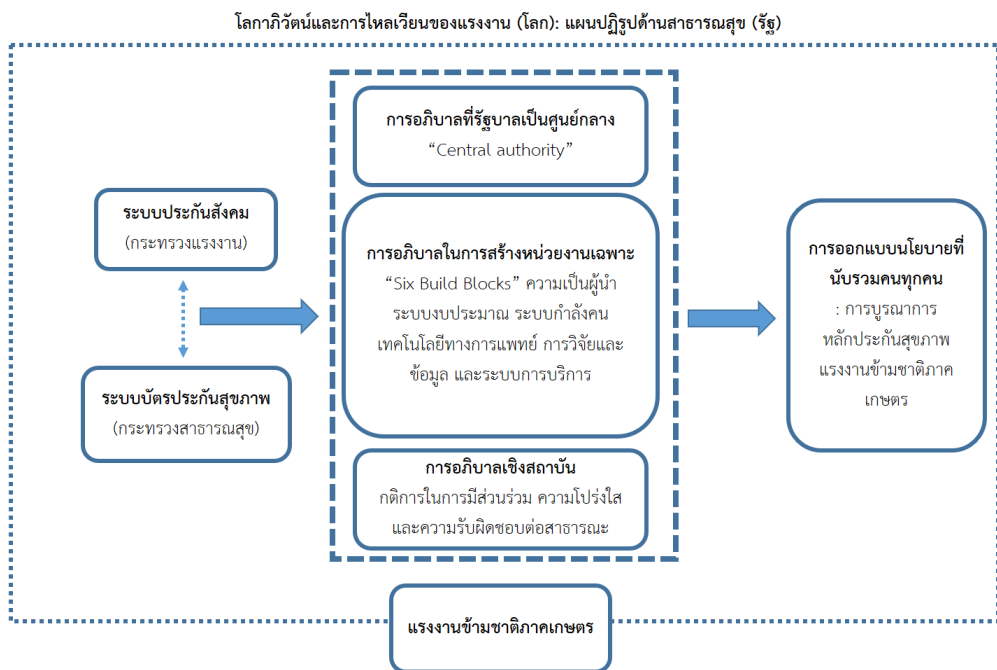 โลกาภิวัตน์และการไหลเวียนของแรงงาน (โลก): แผนปฏิรูปด้านสาธารณสุข (รัฐ)
ระบบประกันสังคม
(กระทรวงแรงงาน)
ระบบบัตรประกันสุขภาพ
(กระทรวงสาธารณสุข)
การอภิบาลที่รัฐบาลเป็นศูนย์กลาง
“Central authority”
การอภิบาลในการสร้างหน่วยงานเฉพาะ
“Six Build Blocks” ความเป็นผู้นำ
ระบบงบประมาณ ระบบกำลังคน
เทคโนโลยีทางการแพทย์ การวิจัยและ
ข้อมูล และระบบการบริการ
การอภิบาลเชิงสถาบัน
กติการในการมีส่วนร่วม ความโปร่งใส
และความรับผิดชอบต่อสาธารณะ
การออกแบบนโยบายที่
นับรวมคนทุกคน
: การบูรณาการ
หลักประกันสุขภาพ
แรงงานข้ามชาติภาค
เกษตร
แรงงานข้ามชาติภาคเกษตร